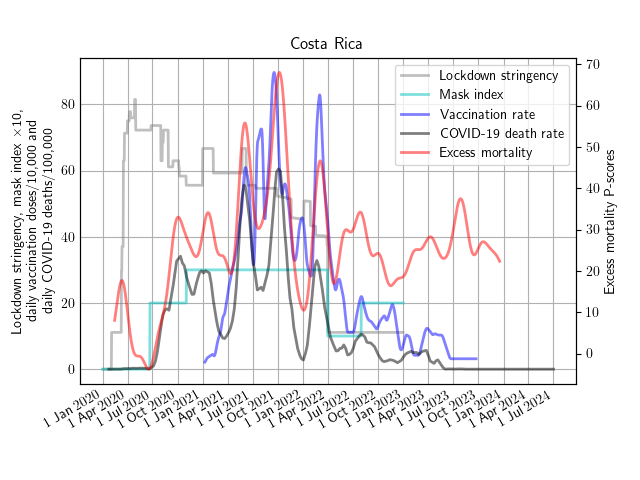 Costa Rica
Lockdown stringency, mask index ×10,
daily vaccination doses/10,000 and
daily COVID-19 deaths/100,000
80
60
40
20
0
Lockdown stringency
Mask index
Vaccination rate
COVID-19 death rate
Excess mortality
70
60
50
40
30
20
10
0
Excess mortality P-scores
1 Jan 2020
1 Apr 2020
1 Jul 2020
1 Oct 2020
1 Jan 2021
1 Apr 2021
1 Jul 2021
1 Oct 2021
1 Jan 2022
1 Apr 2022
1 Jul 2022
1 Oct 2022
1 Jan 2023
1 Apr 2023
1 Jul 2023
1 Oct 2023
1 Jan 2024
1 Apr 2024
1 Jul 2024